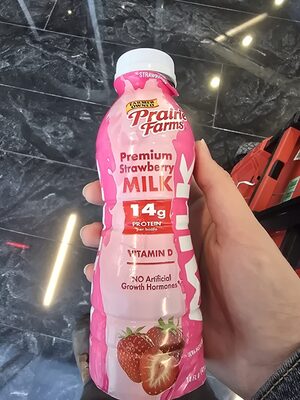 STRAWBERRY
FARMER
OWNED
Prairie
Farms
Premium
Strawberry
MILK
14g
PROTEIN
per bottle
VITAMIN D
NO Artificial
Growth Hormones*
MILK